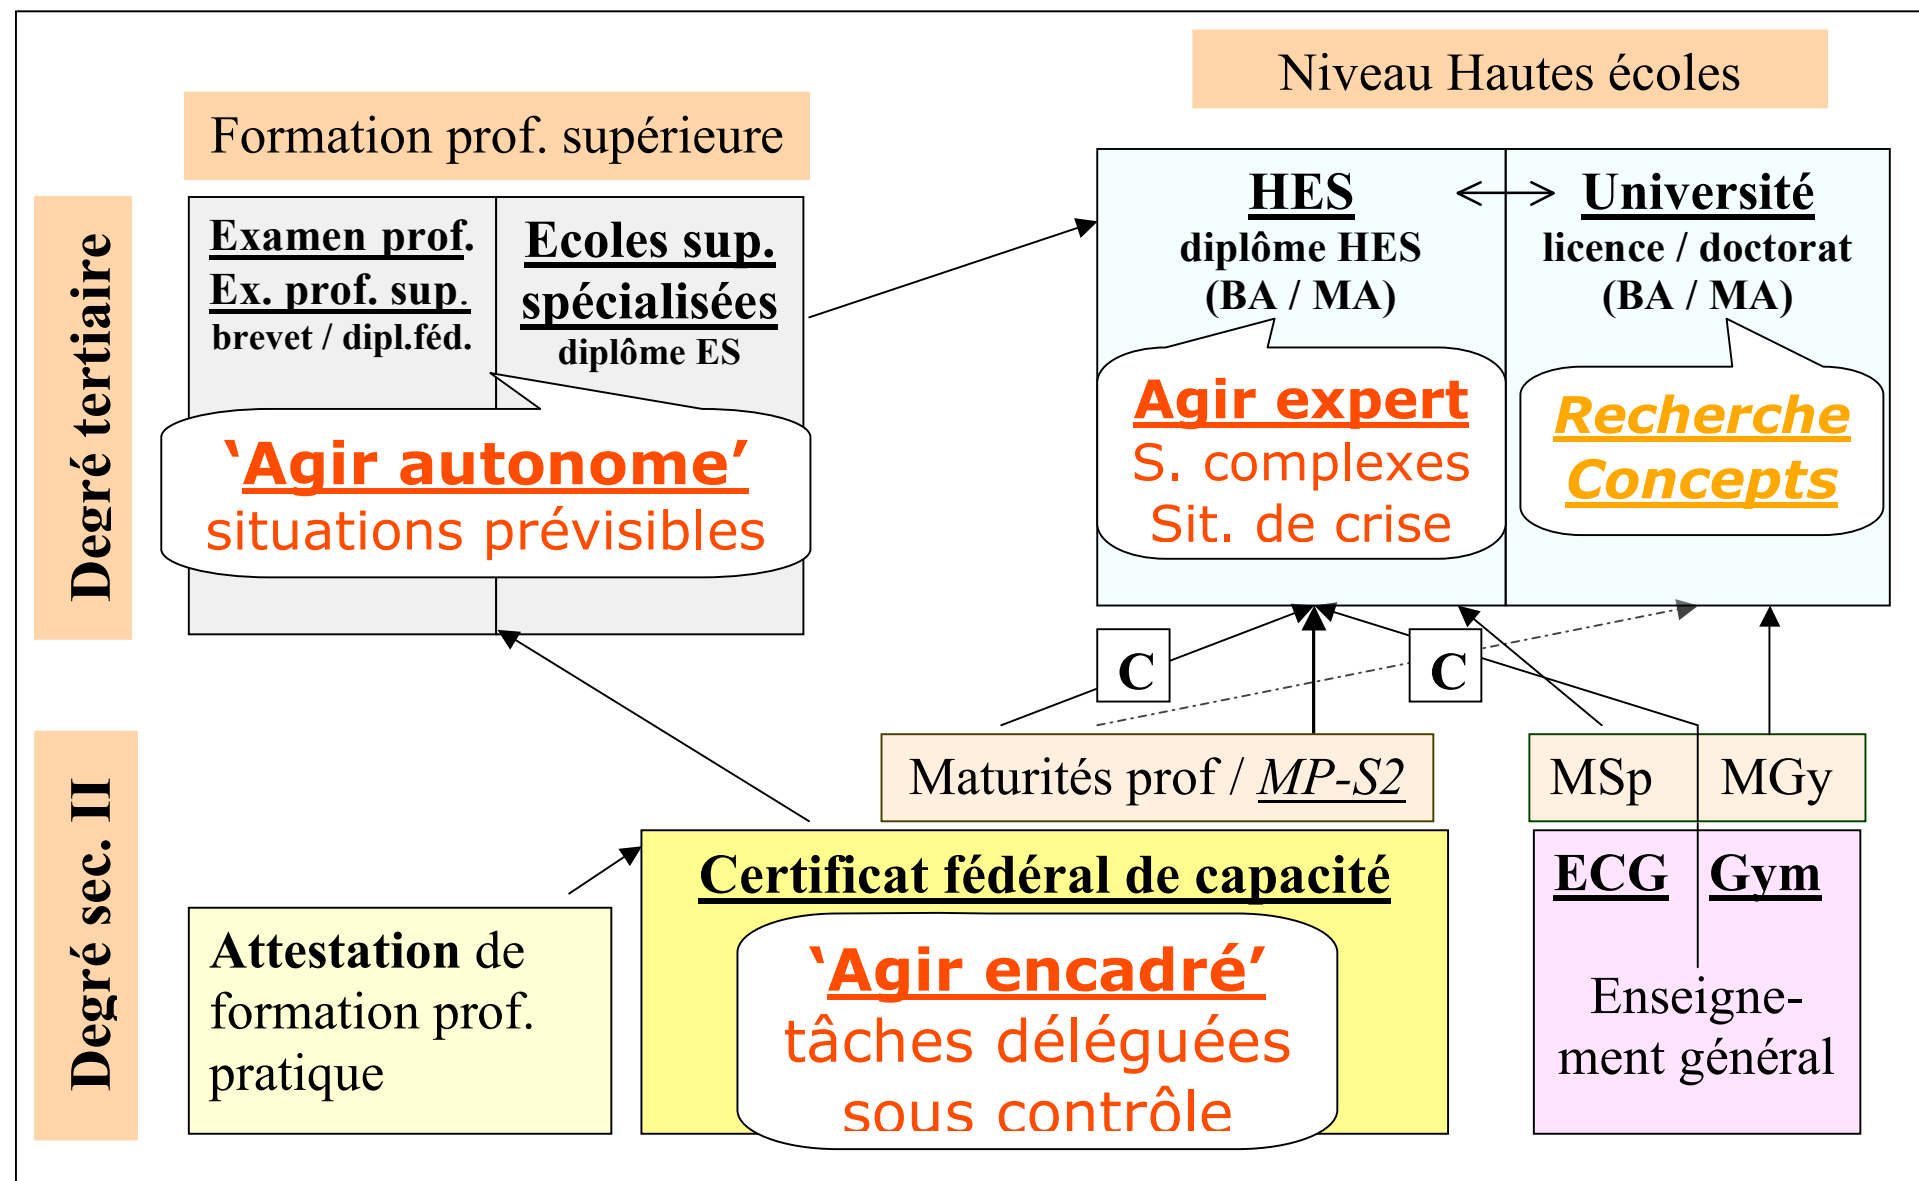 Niveau Hautes écoles
Formation prof. supérieure
Degré tertiaire
Examen prof.
Ex. prof. sup.
brevet / dipl.féd.
Ecoles sup.
spécialisées
diplôme ES
‘Agir autonome’
situations prévisibles
HES
diplôme HES
(BA / MA)
Agir expert
S. complexes
Sit. de crise
Université
licence / doctorat
(BA / MA)
Recherche
Concepts
C
C
Degré sec. II
Maturités prof / MP-S2
MSp
MGy
Attestation de
formation prof.
pratique
Certificat fédéral de capacité
‘Agir encadré’
tâches déléguées
sous contrôle
ECG
Gym
Enseigne-
ment général